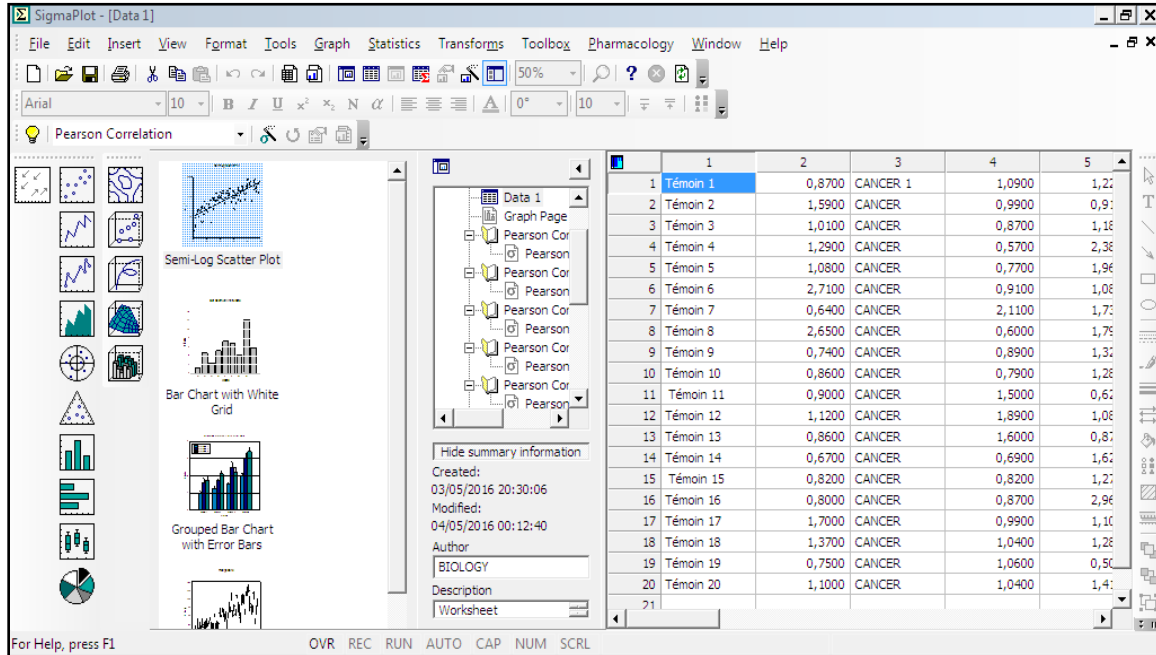 SigmaPlot - [Data 1]
File Edit Insert View Format Tools Graph Statistics Transforms Toolbox Pharmacology Window Help
50%
Arial 10 B I U x² x₂ N α A 0° 10
Pearson Correlation
Semi-Log Scatter Plot
Bar Chart with White
Grid
Grouped Bar Chart
with Error Bars
Data 1
Graph Page
Pearson Cor
Pearson
Pearson Cor
Pearson
Pearson Cor
Pearson
Pearson Cor
Pearson
Pearson Cor
Pearson
Hide summary information
Created:
03/05/2016 20:30:06
Modified:
04/05/2016 00:12:40
Author
BIOLOGY
Description
Worksheet
1 2 3 4 5
1 Témoin 1 0,8700 CANCER 1 1,0900 1,22
2 Témoin 2 1,5900 CANCER 0,9900 0,91
3 Témoin 3 1,0100 CANCER 0,8700 1,18
4 Témoin 4 1,2900 CANCER 0,5700 2,38
5 Témoin 5 1,0800 CANCER 0,7700 1,96
6 Témoin 6 2,7100 CANCER 0,9100 1,08
7 Témoin 7 0,6400 CANCER 2,1100 1,73
8 Témoin 8 2,6500 CANCER 0,6000 1,79
9 Témoin 9 0,7400 CANCER 0,8900 1,32
10 Témoin 10 0,8600 CANCER 0,7900 1,28
11 Témoin 11 0,9000 CANCER 1,5000 0,62
12 Témoin 12 1,1200 CANCER 1,8900 1,08
13 Témoin 13 0,8600 CANCER 1,6000 0,87
14 Témoin 14 0,6700 CANCER 0,6900 1,62
15 Témoin 15 0,8200 CANCER 0,8200 1,27
16 Témoin 16 0,8000 CANCER 0,8700 2,96
17 Témoin 17 1,7000 CANCER 0,9900 1,10
18 Témoin 18 1,3700 CANCER 1,0400 1,28
19 Témoin 19 0,7500 CANCER 1,0600 0,50
20 Témoin 20 1,1000 CANCER 1,0400 1,41
21
For Help, press F1 OVR REC RUN AUTO CAP NUM SCRL